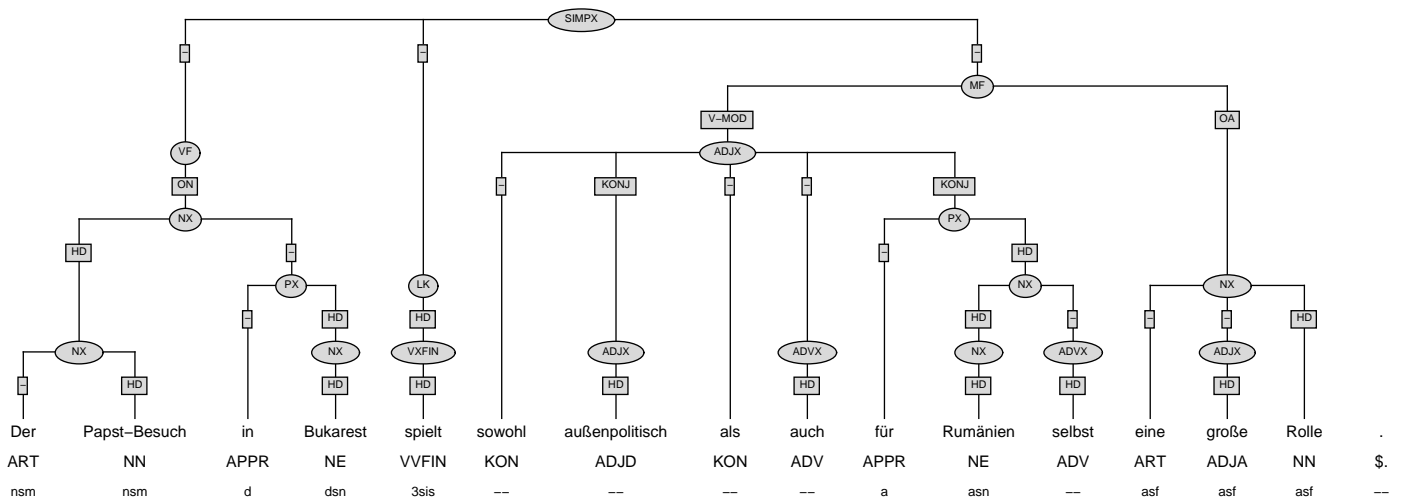 SIMPX
– – –
MF
V–MOD OA
VF ADJX
ON – KONJ – – KONJ
NX PX
HD – – HD
PX LK NX NX
– HD HD HD – – – HD
NX NX VXFIN ADJX ADVX NX ADVX ADJX
– HD HD HD HD HD HD HD HD
Der Papst–Besuch in Bukarest spielt sowohl außenpolitisch als auch für Rumänien selbst eine große Rolle .
ART NN APPR NE VVFIN KON ADJD KON ADV APPR NE ADV ART ADJA NN $.
nsm nsm d dsn 3sis –– –– –– –– a asn –– asf asf asf ––